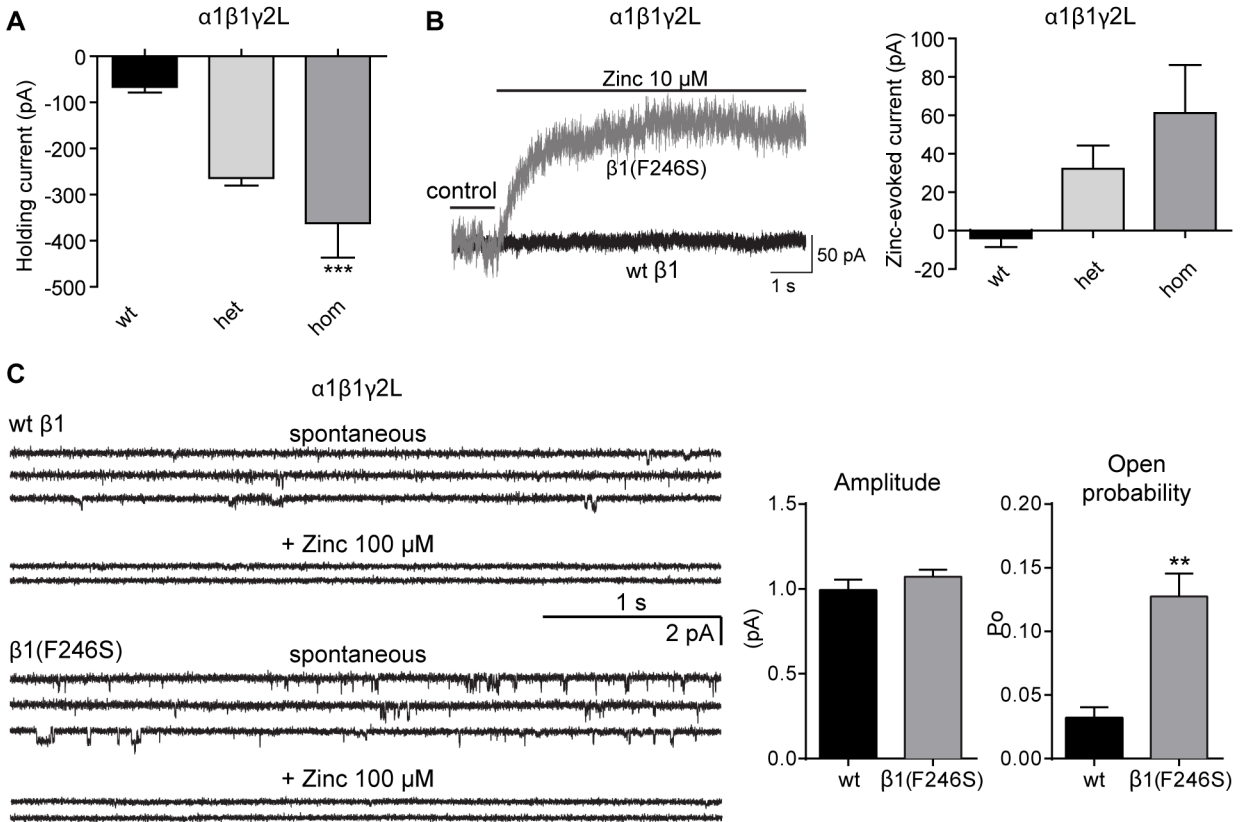 A
α1β1γ2L
Holding current (pA)
0
-100
-200
-300
-400
-500
***
wt
het
hom
B
α1β1γ2L
Zinc 10 µM
control
β1(F246S)
wt β1
50 pA
1 s
α1β1γ2L
Zinc-evoked current (pA)
100
80
60
40
20
0
-20
wt
het
hom
C
α1β1γ2L
wt β1
spontaneous
+ Zinc 100 µM
1 s
2 pA
β1(F246S)
spontaneous
+ Zinc 100 µM
Amplitude
(pA)
1.5
1.0
0.5
0.0
wt
β1(F246S)
Open
probability
Po
0.20
0.15
0.10
0.05
0.00
**
wt
β1(F246S)